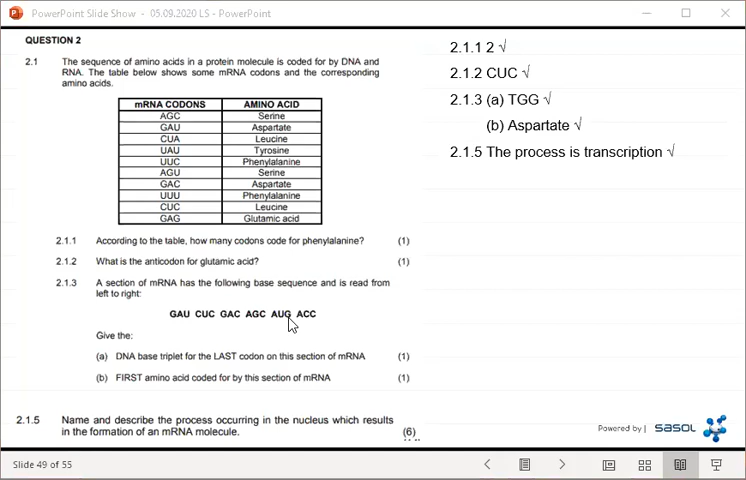 PowerPoint Slide Show - 05.09.2020 LS - PowerPoint
QUESTION 2
2.1 The sequence of amino acids in a protein molecule is coded for by DNA and
RNA. The table below shows some mRNA codons and the corresponding
amino acids.
mRNA CODONS AMINO ACID
AGC Serine
GAU Aspartate
CUA Leucine
UAU Tyrosine
UUC Phenylalanine
AGU Serine
GAC Aspartate
UUU Phenylalanine
CUC Leucine
GAG Glutamic acid
2.1.1 According to the table, how many codons code for phenylalanine? (1)
2.1.2 What is the anticodon for glutamic acid? (1)
2.1.3 A section of mRNA has the following base sequence and is read from
left to right:
GAU CUC GAC AGC AUG ACC
Give the:
(a) DNA base triplet for the LAST codon on this section of mRNA (1)
(b) FIRST amino acid coded for by this section of mRNA (1)
2.1.5 Name and describe the process occurring in the nucleus which results
in the formation of an mRNA molecule. (6)
2.1.1 2 √
2.1.2 CUC √
2.1.3 (a) TGG √
(b) Aspartate √
2.1.5 The process is transcription √
Powered by | sasol
Slide 49 of 55